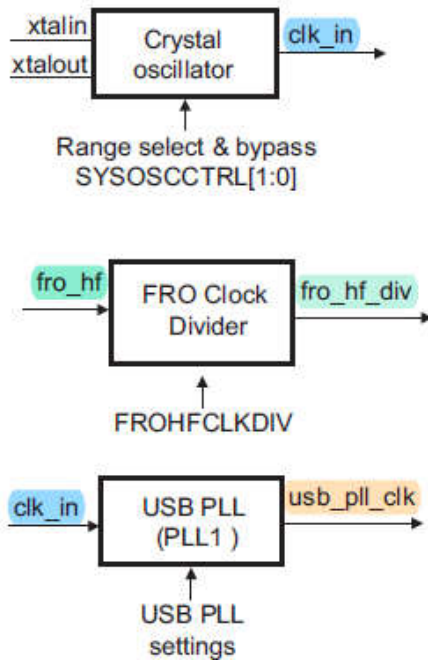 xtalin
xtalout
Crystal
oscillator
clk_in
Range select & bypass
SYSOSCCTRL[1:0]
fro_hf
FRO Clock
Divider
fro_hf_div
FROHFCLKDIV
clk_in
USB PLL
(PLL1 )
usb_pll_clk
USB PLL
settings